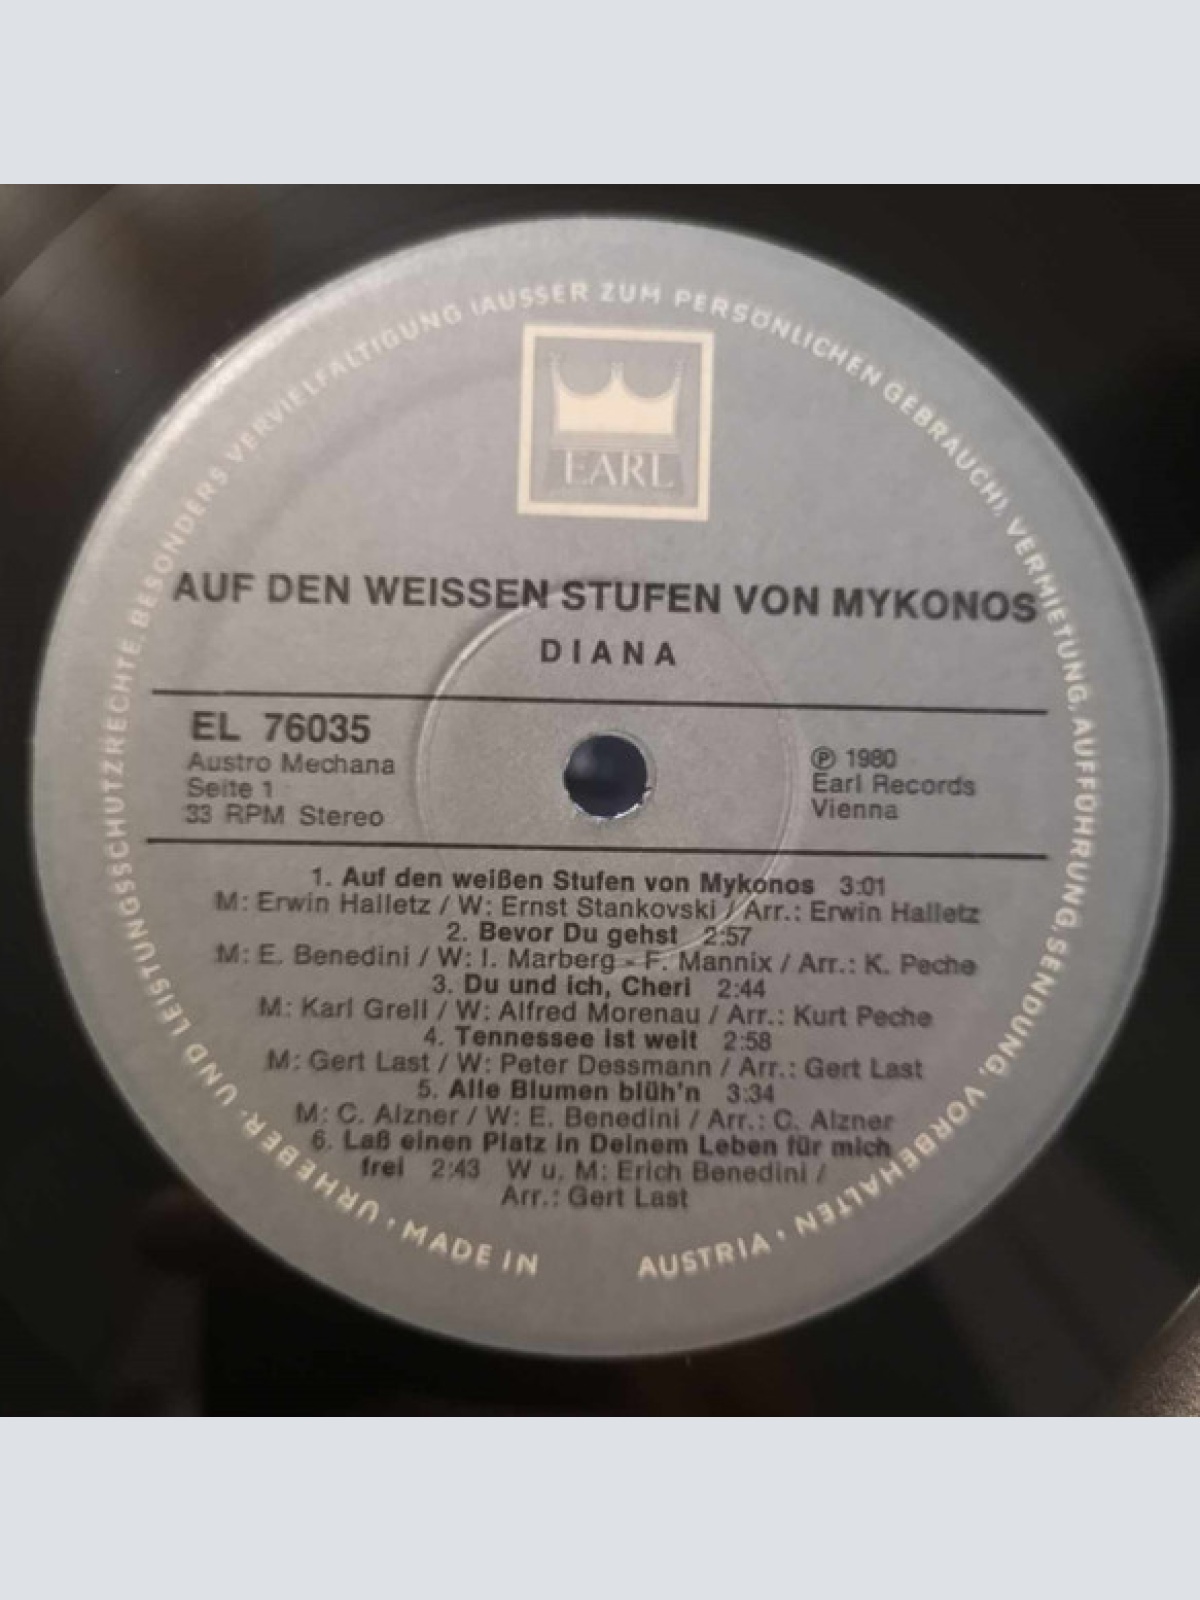 URHEBER- UND LEISTUNGSSCHUTZRECHTE, BESONDERS VERVIELFÄLTIGUNG (AUSSER ZUM PERSÖNLICHEN GEBRAUCH), VERMIETUNG, AUFFÜHRUNG, SENDUNG, VORBEHALTEN •
EARL
AUF DEN WEISSEN STUFEN VON MYKONOS
DIANA
EL 76035
Austro Mechana
Seite 1
33 RPM Stereo
℗ 1980
Earl Records
Vienna
1. Auf den weißen Stufen von Mykonos 3:01
M: Erwin Halletz / W: Ernst Stankovski / Arr.: Erwin Halletz
2. Bevor Du gehst 2:57
M: E. Benedini / W: I. Marberg - F. Mannix / Arr.: K. Peche
3. Du und ich, Cheri 2:44
M: Karl Grell / W: Alfred Morenau / Arr.: Kurt Peche
4. Tennessee ist weit 2:58
M: Gert Last / W: Peter Dessmann / Arr.: Gert Last
5. Alle Blumen blüh'n 3:34
M: C. Alzner / W: E. Benedini / Arr.: C. Alzner
6. Laß einen Platz in Deinem Leben für mich
frei 2:43 W u. M: Erich Benedini /
Arr.: Gert Last
• MADE IN AUSTRIA